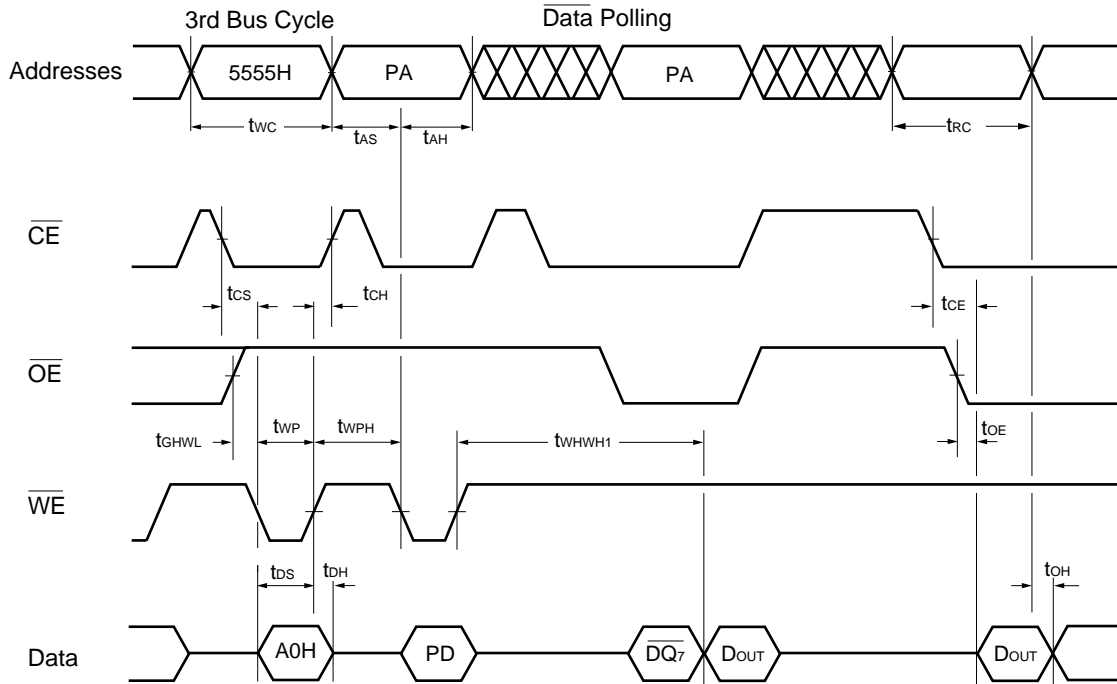 3rd Bus Cycle
Data Polling
Addresses
5555H
PA
PA
tWC
tAS
tAH
tRC
CE
tCS
tCH
tCE
OE
tGHWL
tWP
tWPH
tWHWH1
tOE
WE
tDS
tDH
tOH
Data
A0H
PD
DQ7
DOUT
DOUT